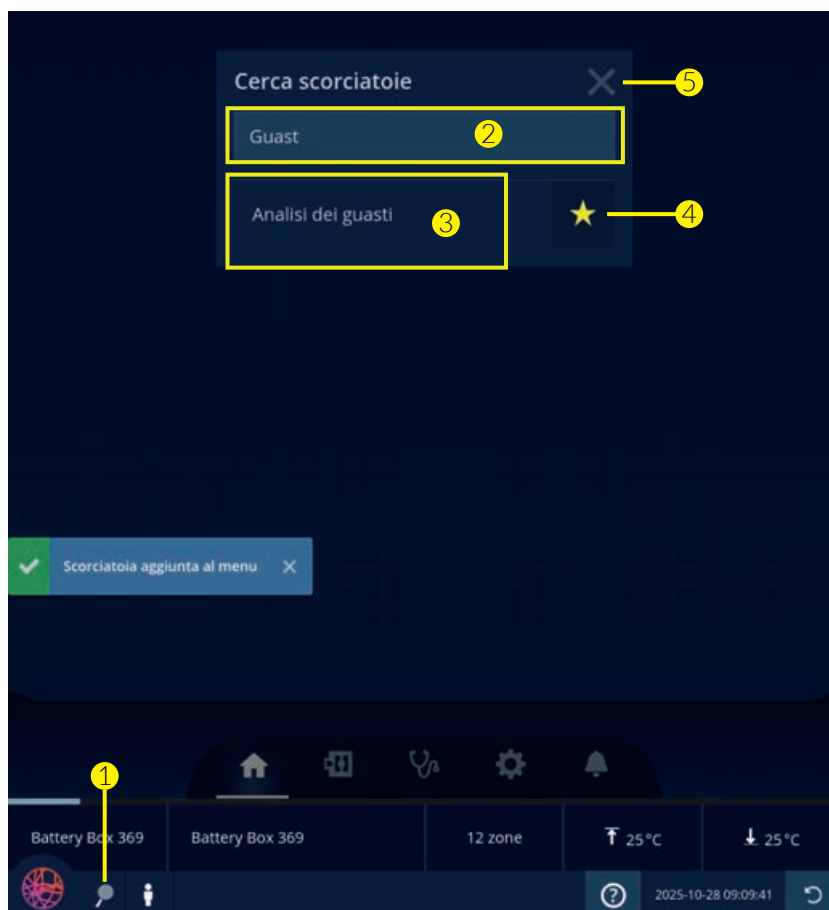 Cerca scorciatoie
5
Guast
2
Analisi dei guasti
3
4
Scorciatoia aggiunta al menu
1
Battery Box 369
Battery Box 369
12 zone
25 °C
25 °C
?
2025-10-28 09:09:41